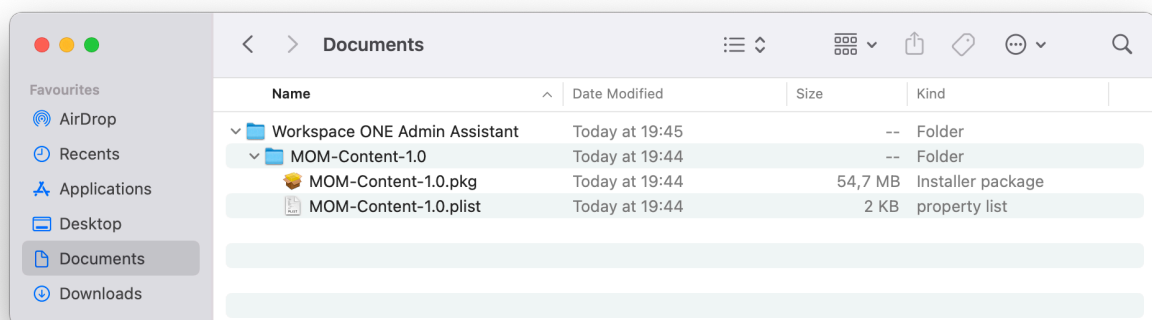 Documents
Favourites
AirDrop
Recents
Applications
Desktop
Documents
Downloads
Name Date Modified Size Kind
Workspace ONE Admin Assistant Today at 19:45 -- Folder
MOM-Content-1.0 Today at 19:44 -- Folder
MOM-Content-1.0.pkg Today at 19:44 54,7 MB Installer package
MOM-Content-1.0.plist Today at 19:44 2 KB property list